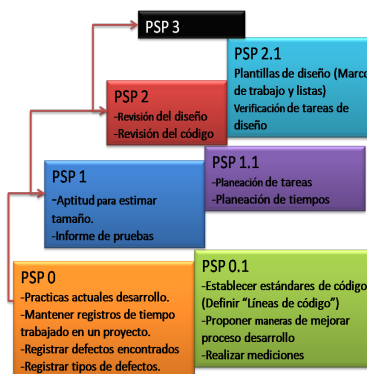 PSP 3
PSP 2.1
Plantillas de diseño (Marco
de trabajo y listas)
Verificación de tareas de
diseño
PSP 2
-Revisión del diseño
-Revisión del código
PSP 1.1
-Planeación de tareas
-Planeación de tiempos
PSP 1
-Aptitud para estimar
tamaño.
-Informe de pruebas
PSP 0.1
-Establecer estándares de código
(Definir “Líneas de código”)
-Proponer maneras de mejorar
proceso desarrollo
-Realizar mediciones
PSP 0
-Practicas actuales desarrollo.
-Mantener registros de tiempo
trabajado en un proyecto.
-Registrar defectos encontrados
-Registrar tipos de defectos.